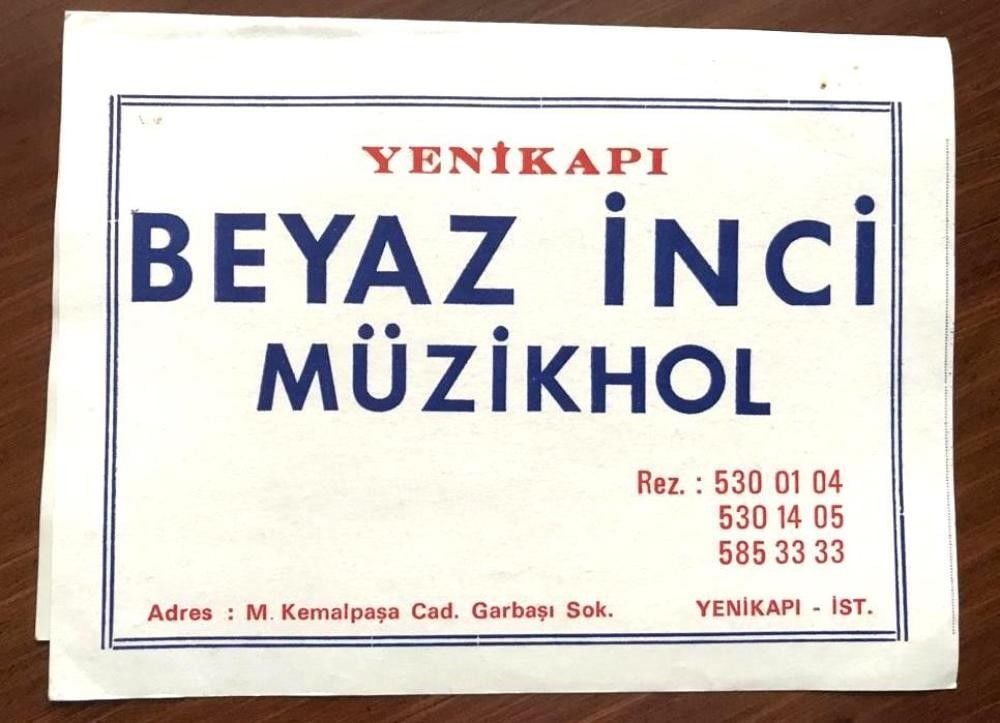 YENİKAPI
BEYAZ İNCİ
MÜZİKHOL
Rez. : 530 01 04
530 14 05
585 33 33
Adres : M. Kemalpaşa Cad. Garbaşı Sok. YENİKAPI - İST.